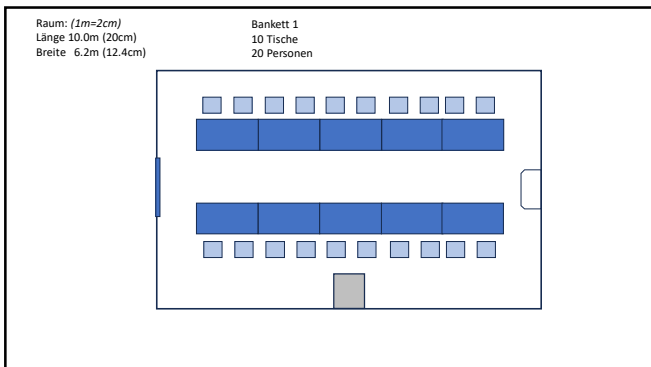 Raum: (1m=2cm)
Länge 10.0m (20cm)
Breite 6.2m (12.4cm)
Bankett 1
10 Tische
20 Personen